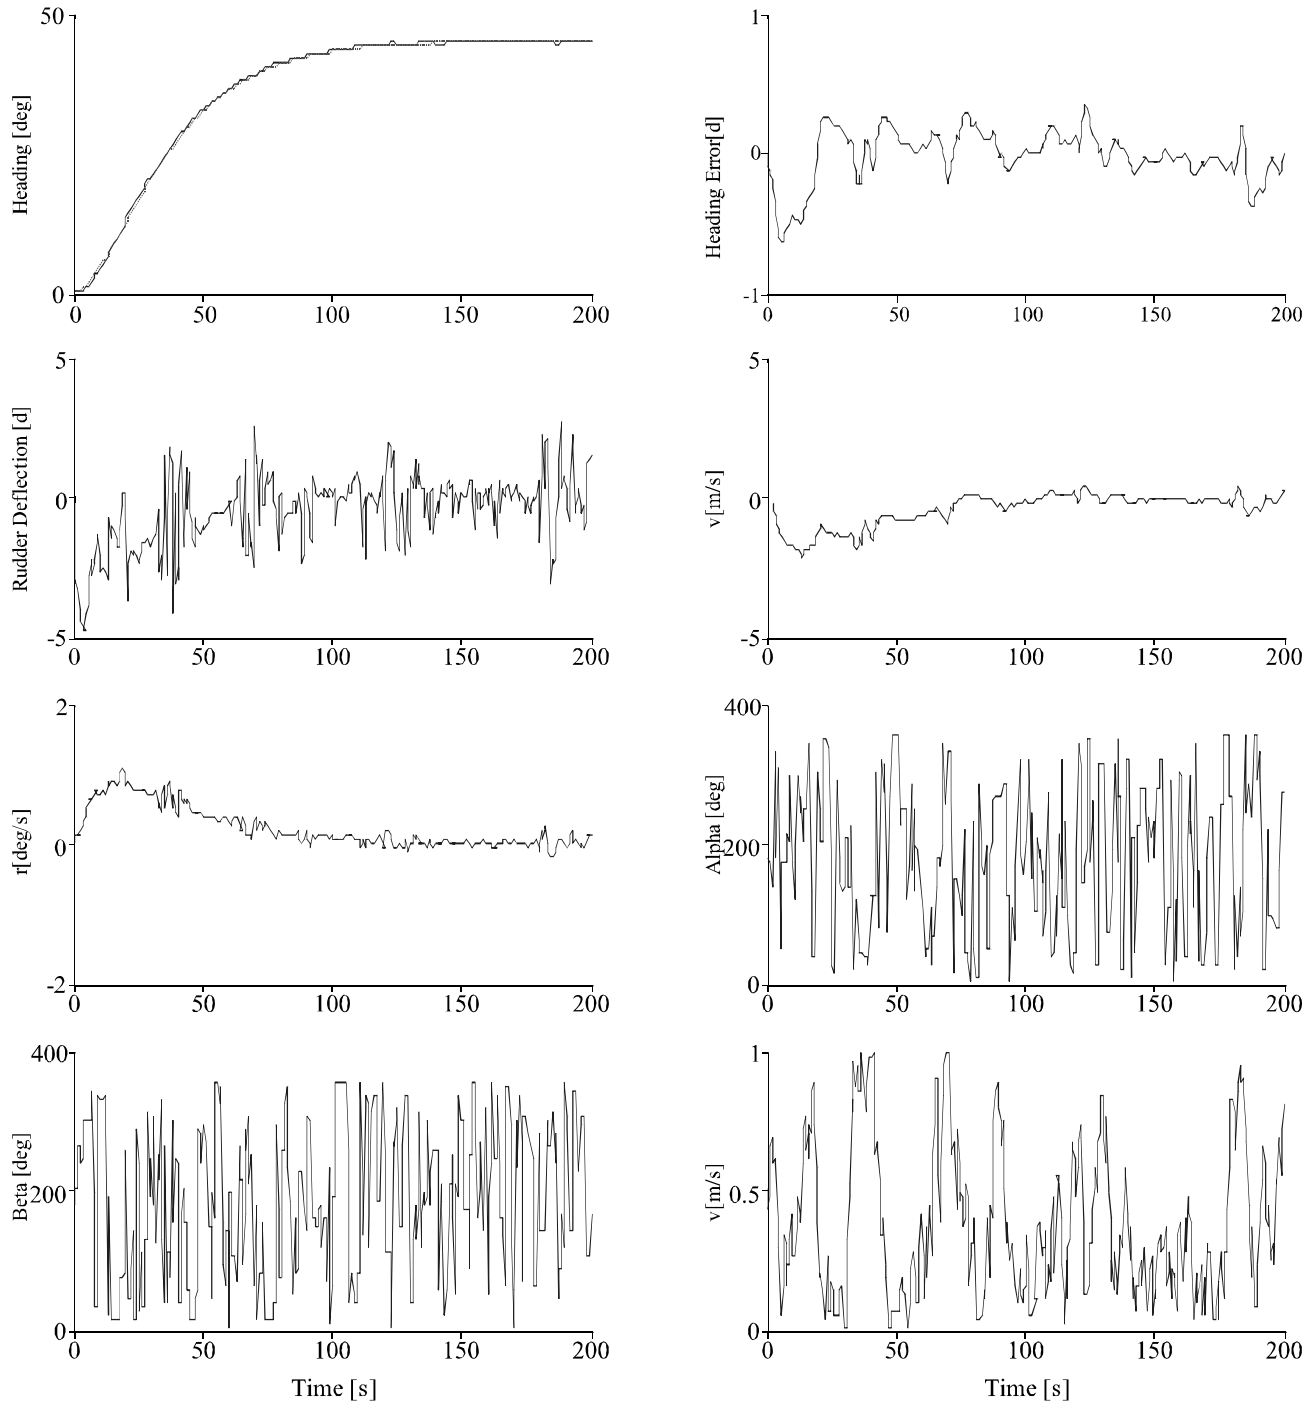 50
Heading [deg]
0
0 50 100 150 200
1
Heading Error[d]
0
-1
0 50 100 150 200
5
Rudder Deflection [d]
0
-5
0 50 100 150 200
5
v[m/s]
0
-5
0 50 100 150 200
2
r[deg/s]
0
-2
0 50 100 150 200
400
Alpha [deg]
200
0
0 50 100 150 200
400
Beta [deg]
200
0
0 50 100 150 200
Time [s]
1
v[m/s]
0.5
0
0 50 100 150 200
Time [s]